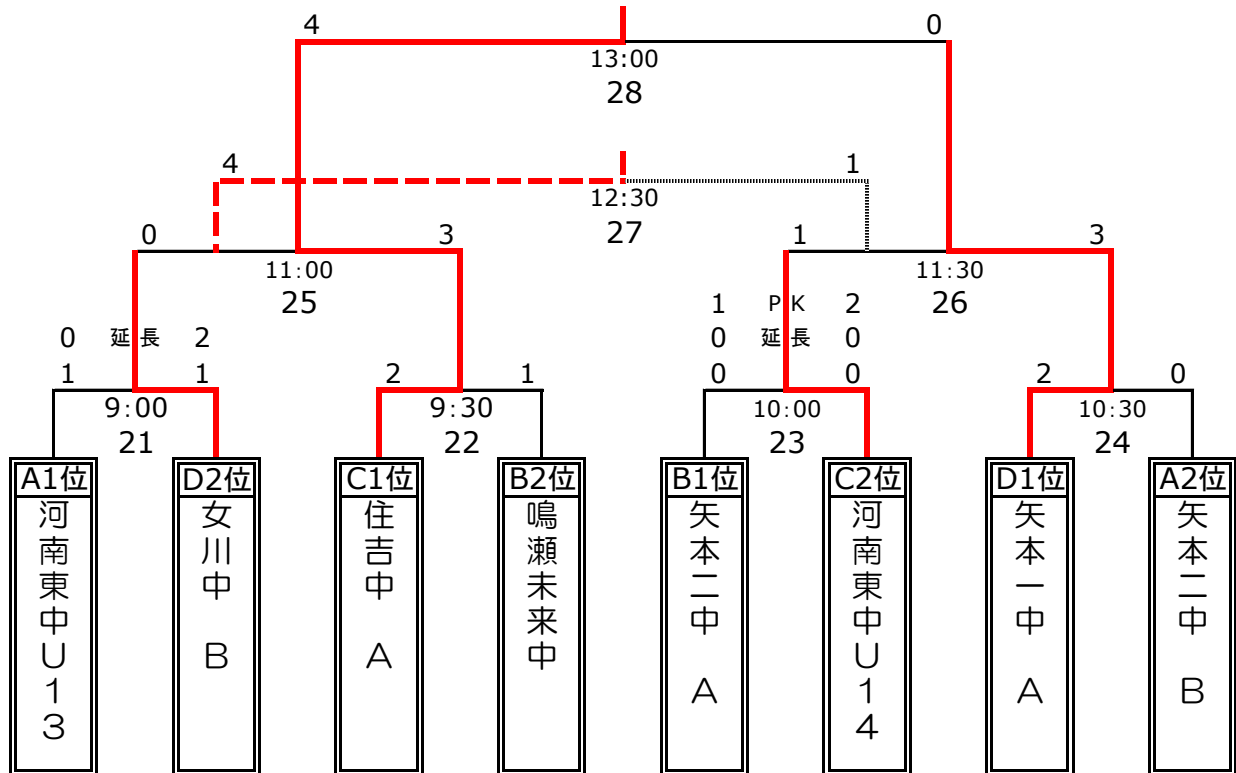 4 0
13:00
28
4 1
12:30
27
0 3 1 3
11:00 11:30
25 26
1 PK 2
0 延長 2 0 延長 0
1 1 2 1 0 0 2 0
9:00 9:30 10:00 10:30
21 22 23 24
A1位 D2位 C1位 B2位 B1位 C2位 D1位 A2位
河南東中U13
女川中 B
住吉中 A
鳴瀬未来中
矢本二中 A
河南東中U14
矢本一中 A
矢本二中 B